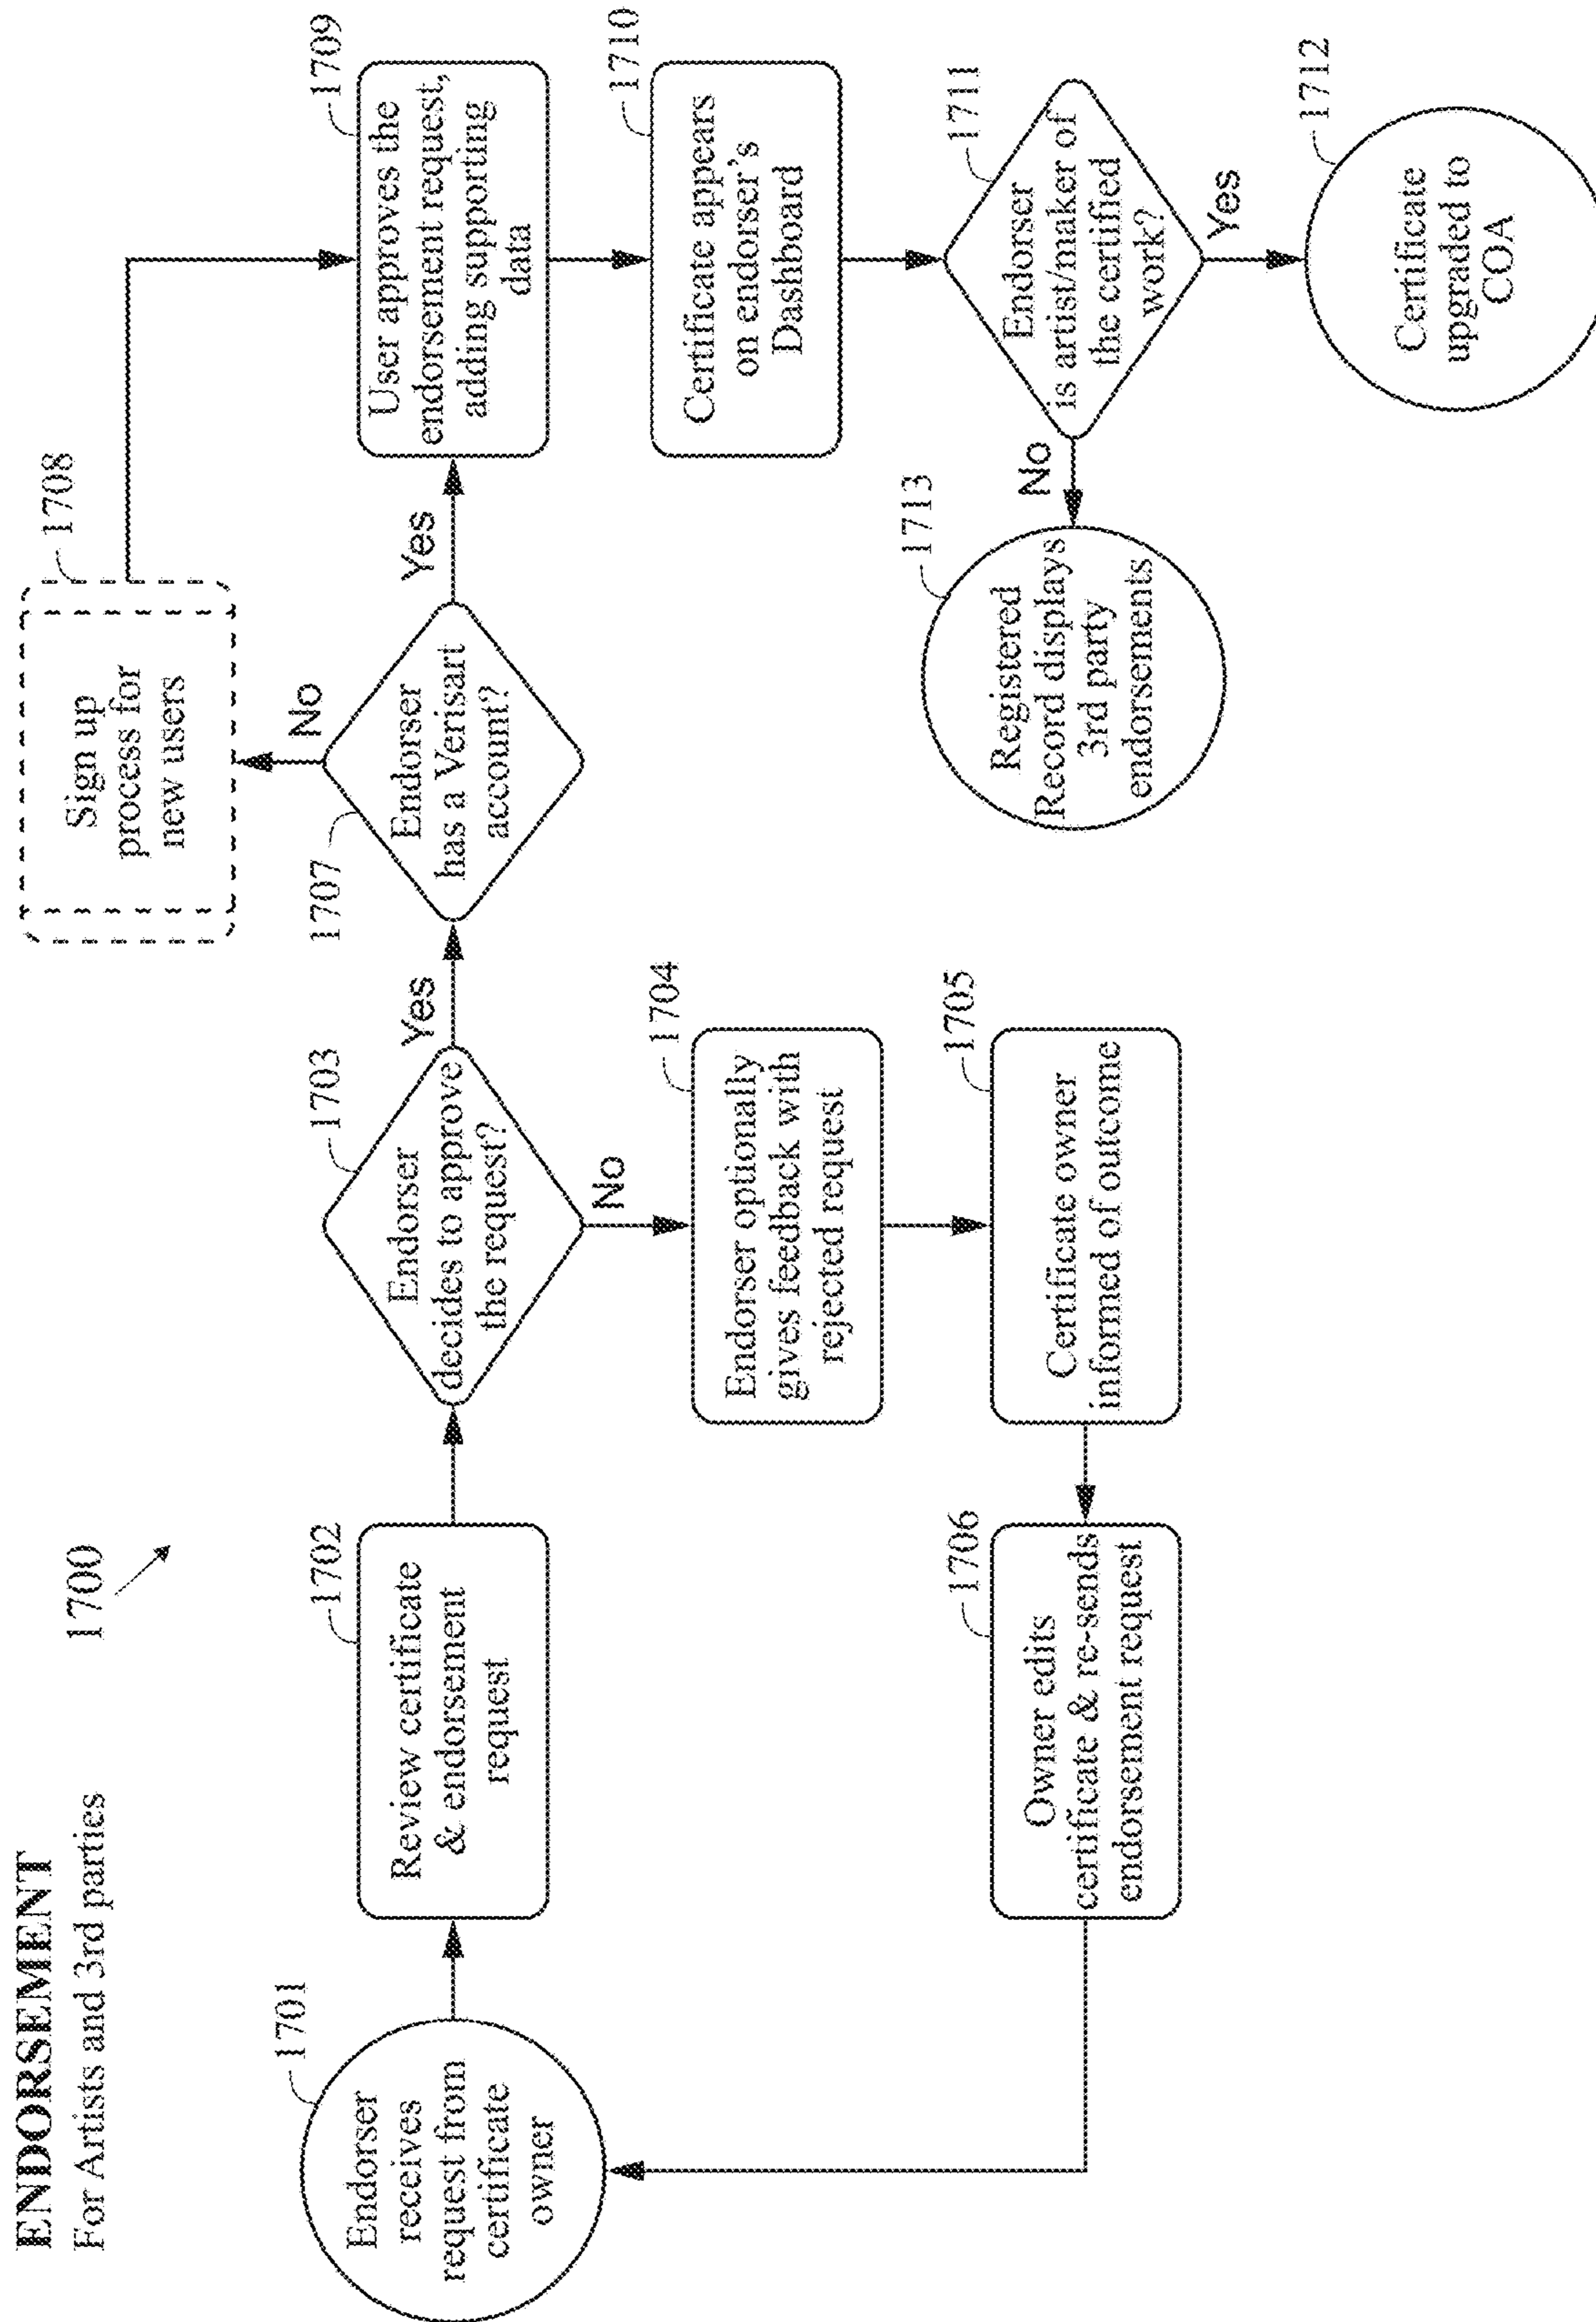 ENDORSEMENT
For Artists and 3rd parties
1700
1701
Endorser
receives
request from
certificate
owner
1702
Review certificate
& endorsement
request
1703
Endorser
decides to approve
the request?
Yes
No
1704
Endorser optionally
gives feedback with
rejected request
1705
Certificate owner
informed of outcome
1706
Owner edits
certificate & re-sends
endorsement request
1707
Endorser
has a Verisart
account?
No
Yes
1708
Sign up
process for
new users
1709
User approves the
endorsement request,
adding supporting
data
1710
Certificate appears
on endorser's
Dashboard
1711
Endorser
is artist/maker of
the certified
work?
No
Yes
1712
Certificate
upgraded to
COA
1713
Registered
Record displays
3rd party
endorsements